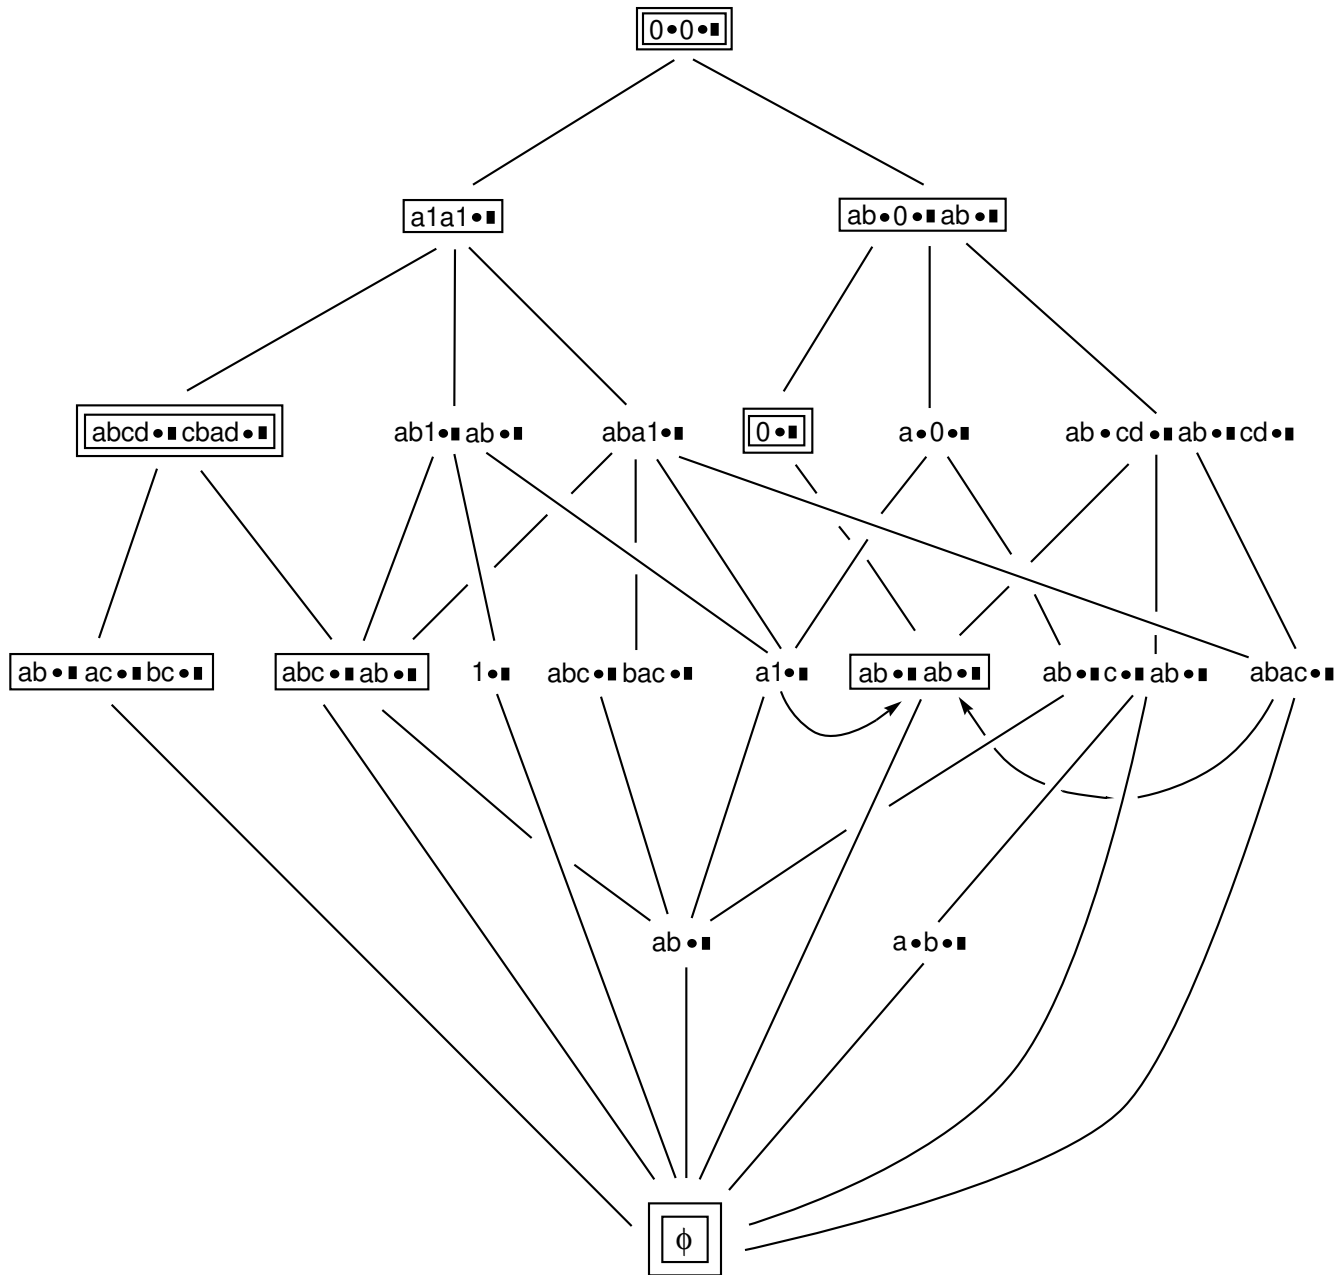 0•0•▮
a1a1•▮ ab•0•▮ab•▮
abcd•▮cbad•▮ ab1•▮ab•▮ aba1•▮ 0•▮ a•0•▮ ab•cd•▮ab•▮cd•▮
ab•▮ac•▮bc•▮ abc•▮ab•▮ 1•▮ abc•▮bac•▮ a1•▮ ab•▮ab•▮ ab•▮c•▮ab•▮ abac•▮
ab•▮ a•b•▮
ϕ